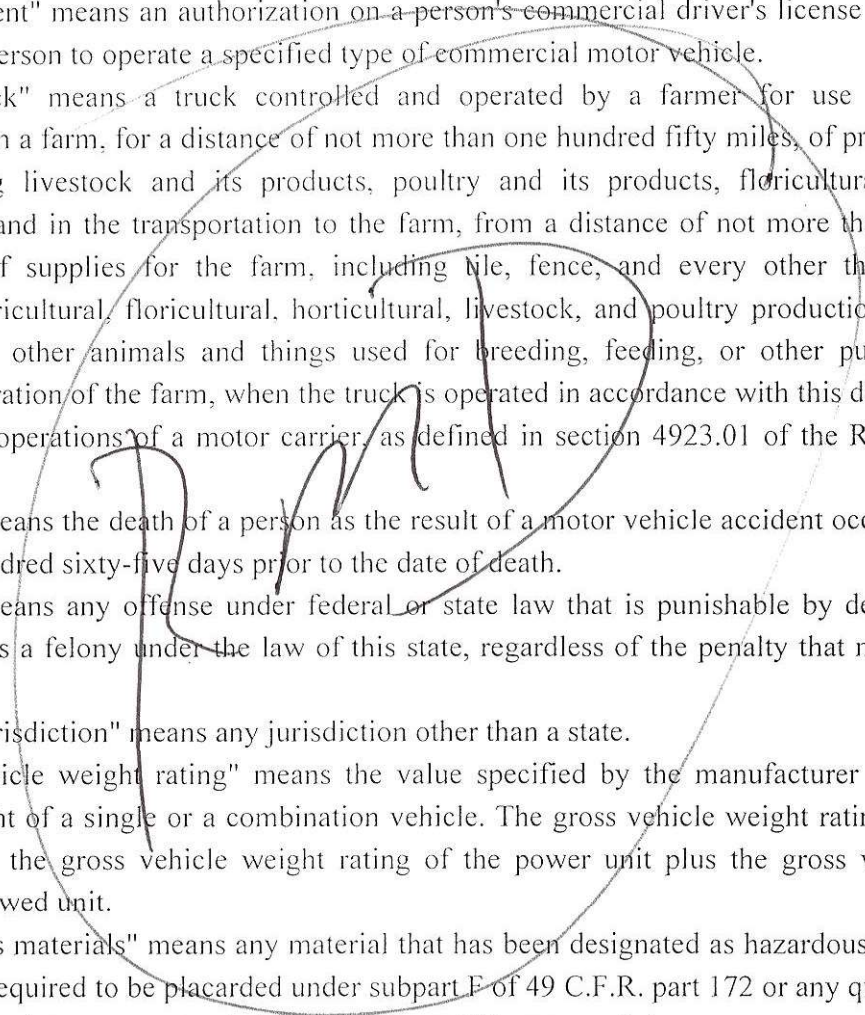 ent" means an authorization on a person's commercial driver's license
erson to operate a specified type of commercial motor vehicle.
ck" means a truck controlled and operated by a farmer for use
n a farm, for a distance of not more than one hundred fifty miles, of pr
g livestock and its products, poultry and its products, floricultura
and in the transportation to the farm, from a distance of not more th
f supplies for the farm, including tile, fence, and every other th
ricultural, floricultural, horticultural, livestock, and poultry productio
other animals and things used for breeding, feeding, or other pu
ration of the farm, when the truck is operated in accordance with this d
operations of a motor carrier, as defined in section 4923.01 of the R
eans the death of a person as the result of a motor vehicle accident occ
dred sixty-five days prior to the date of death.
eans any offense under federal or state law that is punishable by de
s a felony under the law of this state, regardless of the penalty that n
risdiction" means any jurisdiction other than a state.
icle weight rating" means the value specified by the manufacturer
nt of a single or a combination vehicle. The gross vehicle weight ratin
the gross vehicle weight rating of the power unit plus the gross v
wed unit.
s materials" means any material that has been designated as hazardous
equired to be placarded under subpart F of 49 C.F.R. part 172 or any qu